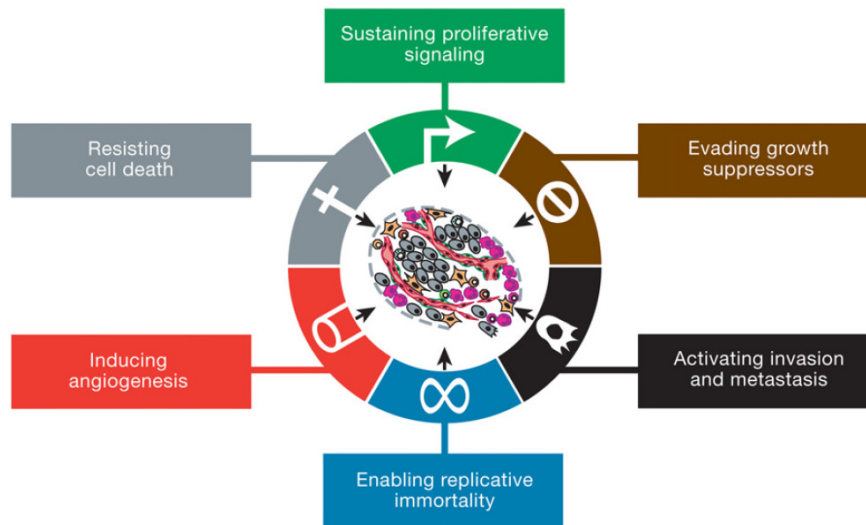 Sustaining proliferative
signaling
Resisting
cell death
Evading growth
suppressors
Inducing
angiogenesis
Activating invasion
and metastasis
Enabling replicative
immortality